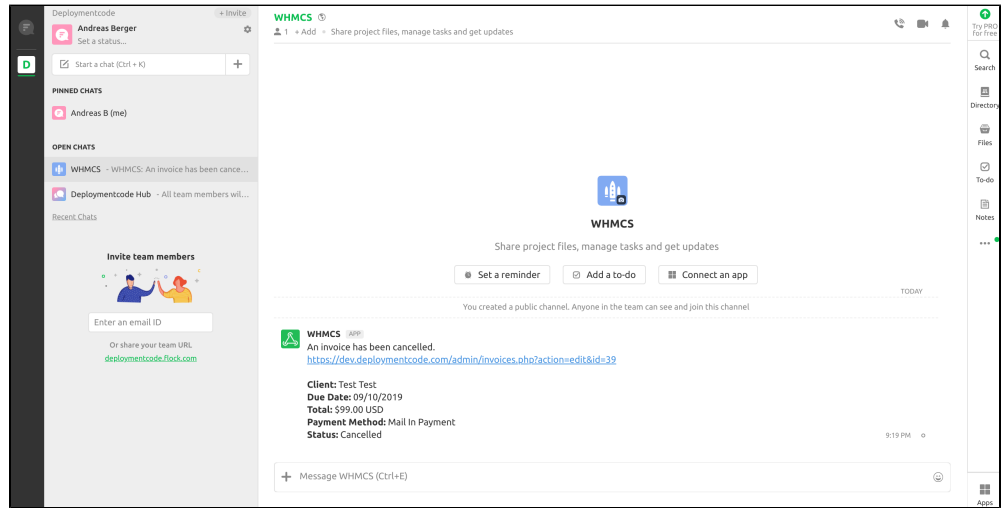 Deploymentcode
+ Invite
Andreas Berger
Set a status...
Start a chat (Ctrl + K)
PINNED CHATS
Andreas B (me)
OPEN CHATS
WHMCS - WHMCS: An invoice has been cance...
Deploymentcode Hub - All team members wil...
Recent Chats
Invite team members
Enter an email ID
Or share your team URL
deploymentcode.flock.com
D
WHMCS
1 + Add Share project files, manage tasks and get updates
WHMCS
Share project files, manage tasks and get updates
Set a reminder
Add a to-do
Connect an app
TODAY
You created a public channel. Anyone in the team can see and join this channel
WHMCS APP
An invoice has been cancelled.
https://dev.deploymentcode.com/admin/invoices.php?action=edit&id=39
Client: Test Test
Due Date: 09/10/2019
Total: $99.00 USD
Payment Method: Mail In Payment
Status: Cancelled
9:19 PM
Message WHMCS (Ctrl+E)
Try PRO
for free
Search
Directory
Files
To-do
Notes
Apps